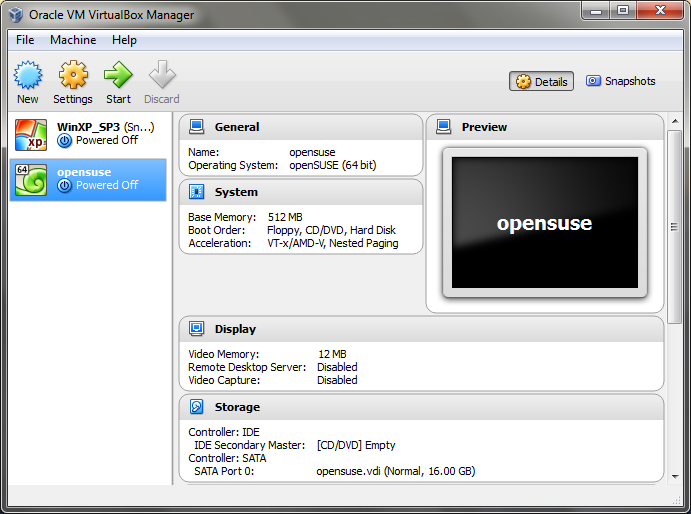 Oracle VM VirtualBox Manager
File Machine Help
New Settings Start Discard
Details Snapshots
xp
WinXP_SP3 (Sn...)
Powered Off
64
opensuse
Powered Off
General
Name: opensuse
Operating System: openSUSE (64 bit)
System
Base Memory: 512 MB
Boot Order: Floppy, CD/DVD, Hard Disk
Acceleration: VT-x/AMD-V, Nested Paging
Preview
opensuse
Display
Video Memory: 12 MB
Remote Desktop Server: Disabled
Video Capture: Disabled
Storage
Controller: IDE
IDE Secondary Master: [CD/DVD] Empty
Controller: SATA
SATA Port 0: opensuse.vdi (Normal, 16.00 GB)